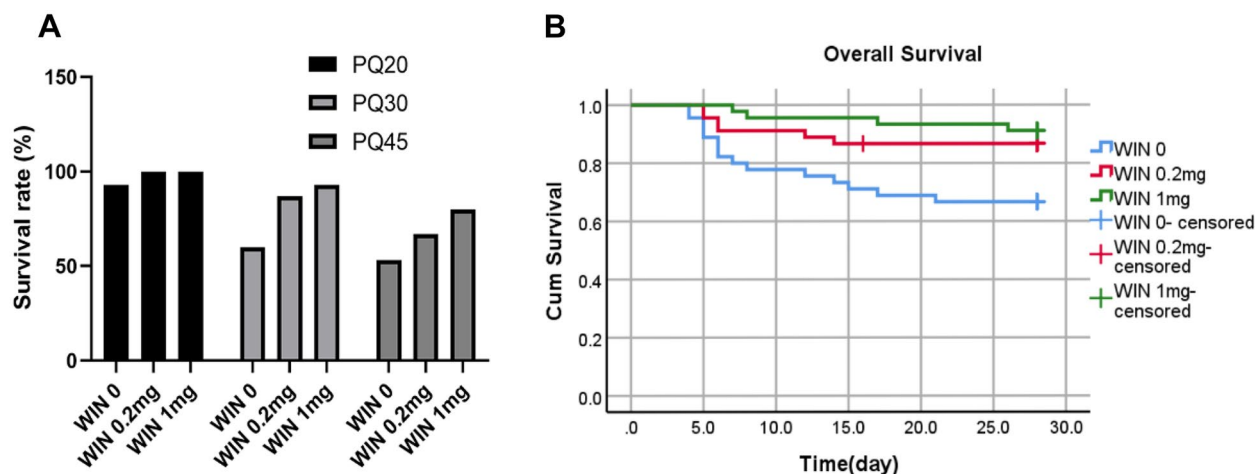 A
PQ20
PQ30
PQ45
Survival rate (%)
150
100
50
0
WIN 0
WIN 0.2mg
WIN 1mg
WIN 0
WIN 0.2mg
WIN 1mg
WIN 0
WIN 0.2mg
WIN 1mg
B
Overall Survival
Cum Survival
1.0
0.8
0.6
0.4
0.2
0.0
.0
5.0
10.0
15.0
20.0
25.0
30.0
Time(day)
WIN 0
WIN 0.2mg
WIN 1mg
WIN 0- censored
WIN 0.2mg-
censored
WIN 1mg-
censored